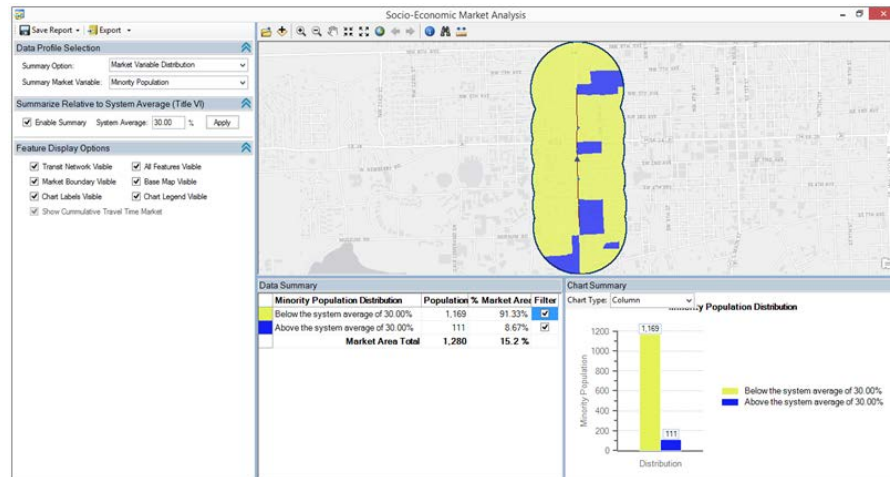 Socio-Economic Market Analysis
Save Report
Export
Data Profile Selection
Summary Option: Market Variable Distribution
Summary Market Variable: Minority Population
Summarize Relative to System Average (Title VI)
Enable Summary System Average: 30.00 % Apply
Feature Display Options
Transit Network Visible All Features Visible
Market Boundary Visible Base Map Visible
Chart Labels Visible Chart Legend Visible
Show Cummulative Travel Time Market
Data Summary
Minority Population Distribution Population % Market Area Filter
Below the system average of 30.00% 1,169 91.33%
Above the system average of 30.00% 111 8.67%
Market Area Total 1,280 15.2 %
Chart Summary
Chart Type: Column
Minority Population Distribution
1200
1000
800
600
400
200
0
Minority Population
1,169
111
Distribution
Below the system average of 30.00%
Above the system average of 30.00%